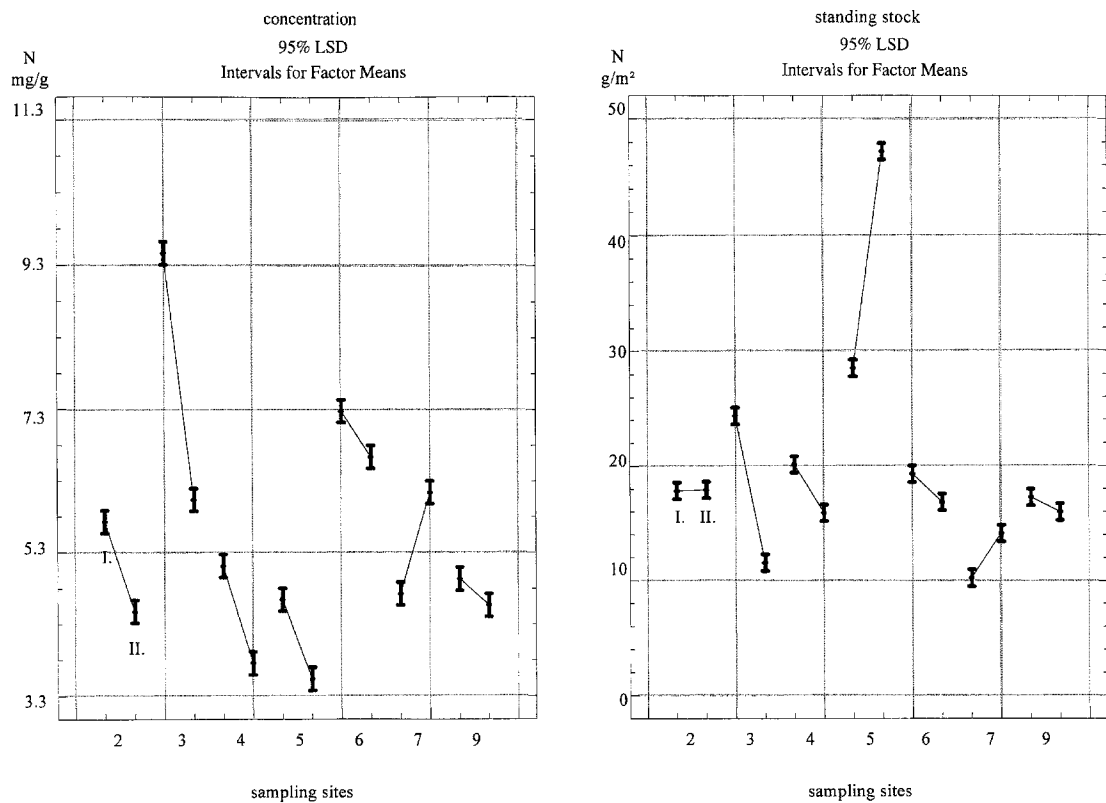 concentration
95% LSD
Intervals for Factor Means
N
mg/g
11.3
9.3
7.3
5.3
3.3
I.
II.
2 3 4 5 6 7 9
sampling sites
standing stock
95% LSD
Intervals for Factor Means
N
g/m²
50
40
30
20
10
0
I. II.
2 3 4 5 6 7 9
sampling sites